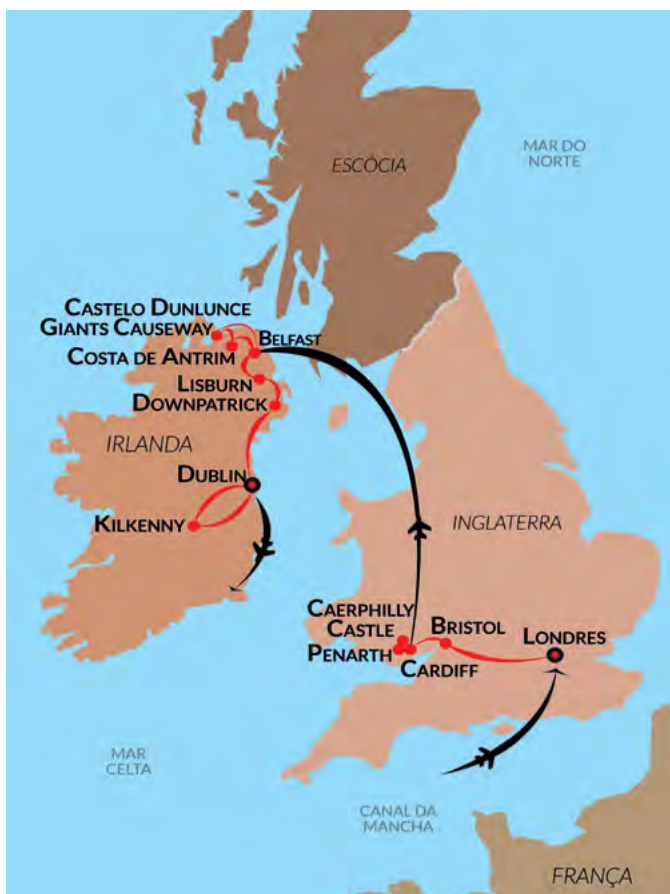 MAR DO
NORTE
ESCÓCIA
CASTELO DUNLUNCE
GIANTS CAUSEWAY
BELFAST
COSTA DE ANTRIM
LISBURN
DOWNPATRICK
IRLANDA
DUBLIN
KILKENNY
INGLATERRA
CAERPHILLY
CASTLE
BRISTOL
LONDRES
PENARTH
CARDIFF
MAR
CELTA
CANAL DA
MANCHA
FRANÇA